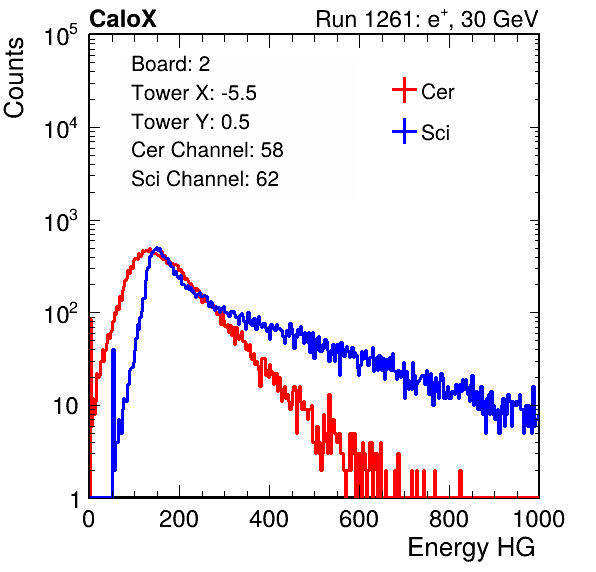 CaloX Run 1261: e⁺, 30 GeV
Counts
10⁵
10⁴
10³
10²
10
1
Board: 2
Tower X: -5.5
Tower Y: 0.5
Cer Channel: 58
Sci Channel: 62
Cer
Sci
0 200 400 600 800 1000
Energy HG